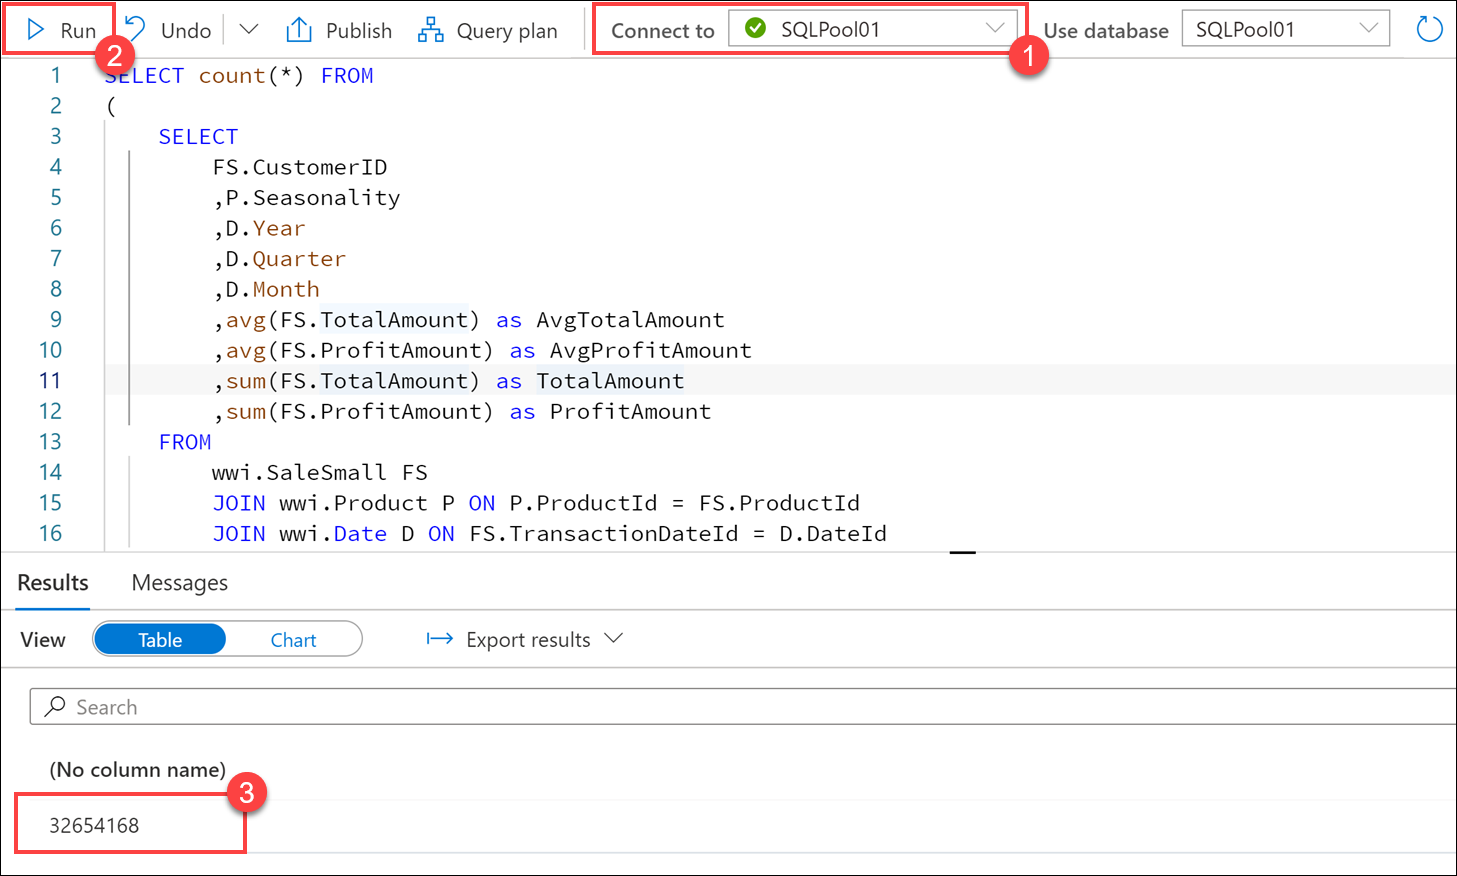 Run Undo Publish Query plan Connect to SQLPool01 Use database SQLPool01
2 1
1 SELECT count(*) FROM
2 (
3 SELECT
4 FS.CustomerID
5 ,P.Seasonality
6 ,D.Year
7 ,D.Quarter
8 ,D.Month
9 ,avg(FS.TotalAmount) as AvgTotalAmount
10 ,avg(FS.ProfitAmount) as AvgProfitAmount
11 ,sum(FS.TotalAmount) as TotalAmount
12 ,sum(FS.ProfitAmount) as ProfitAmount
13 FROM
14 wwi.SaleSmall FS
15 JOIN wwi.Product P ON P.ProductId = FS.ProductId
16 JOIN wwi.Date D ON FS.TransactionDateId = D.DateId
Results Messages
View Table Chart Export results
Search
(No column name)
3
32654168